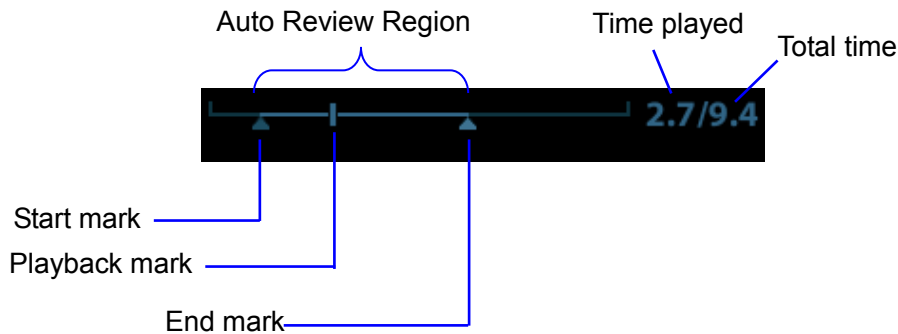 Auto Review Region
Time played
Total time
2.7/9.4
Start mark
Playback mark
End mark